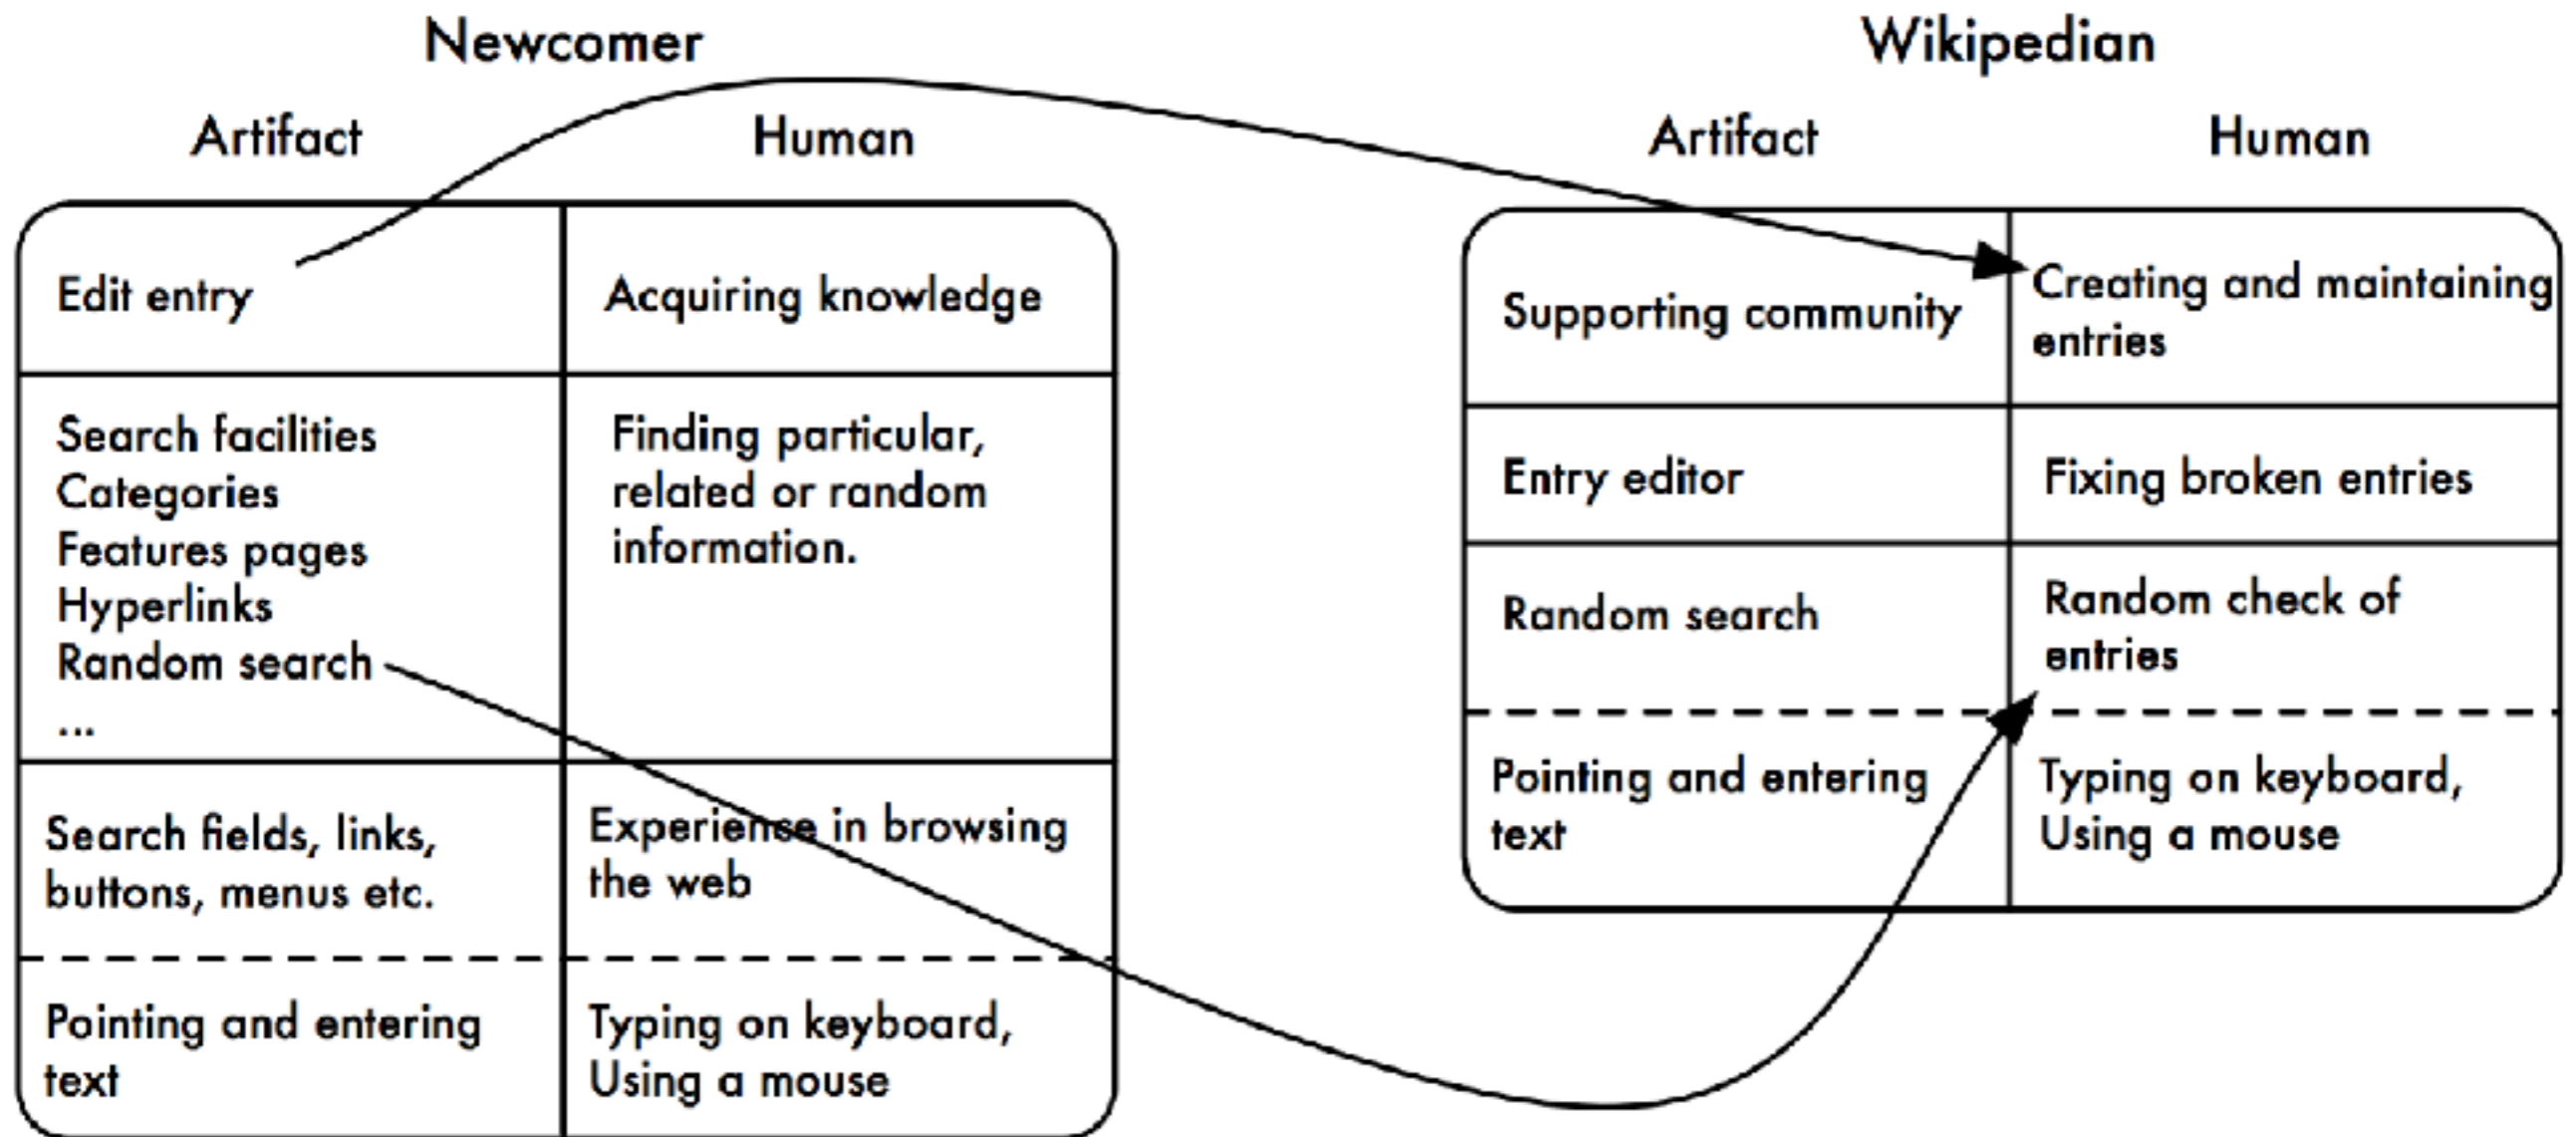 Newcomer
Artifact
Human
Edit entry
Acquiring knowledge
Search facilities
Categories
Features pages
Hyperlinks
Random search
...
Finding particular,
related or random
information.
Search fields, links,
buttons, menus etc.
Experience in browsing
the web
Pointing and entering
text
Typing on keyboard,
Using a mouse
Wikipedian
Artifact
Human
Supporting community
Creating and maintaining
entries
Entry editor
Fixing broken entries
Random search
Random check of
entries
Pointing and entering
text
Typing on keyboard,
Using a mouse